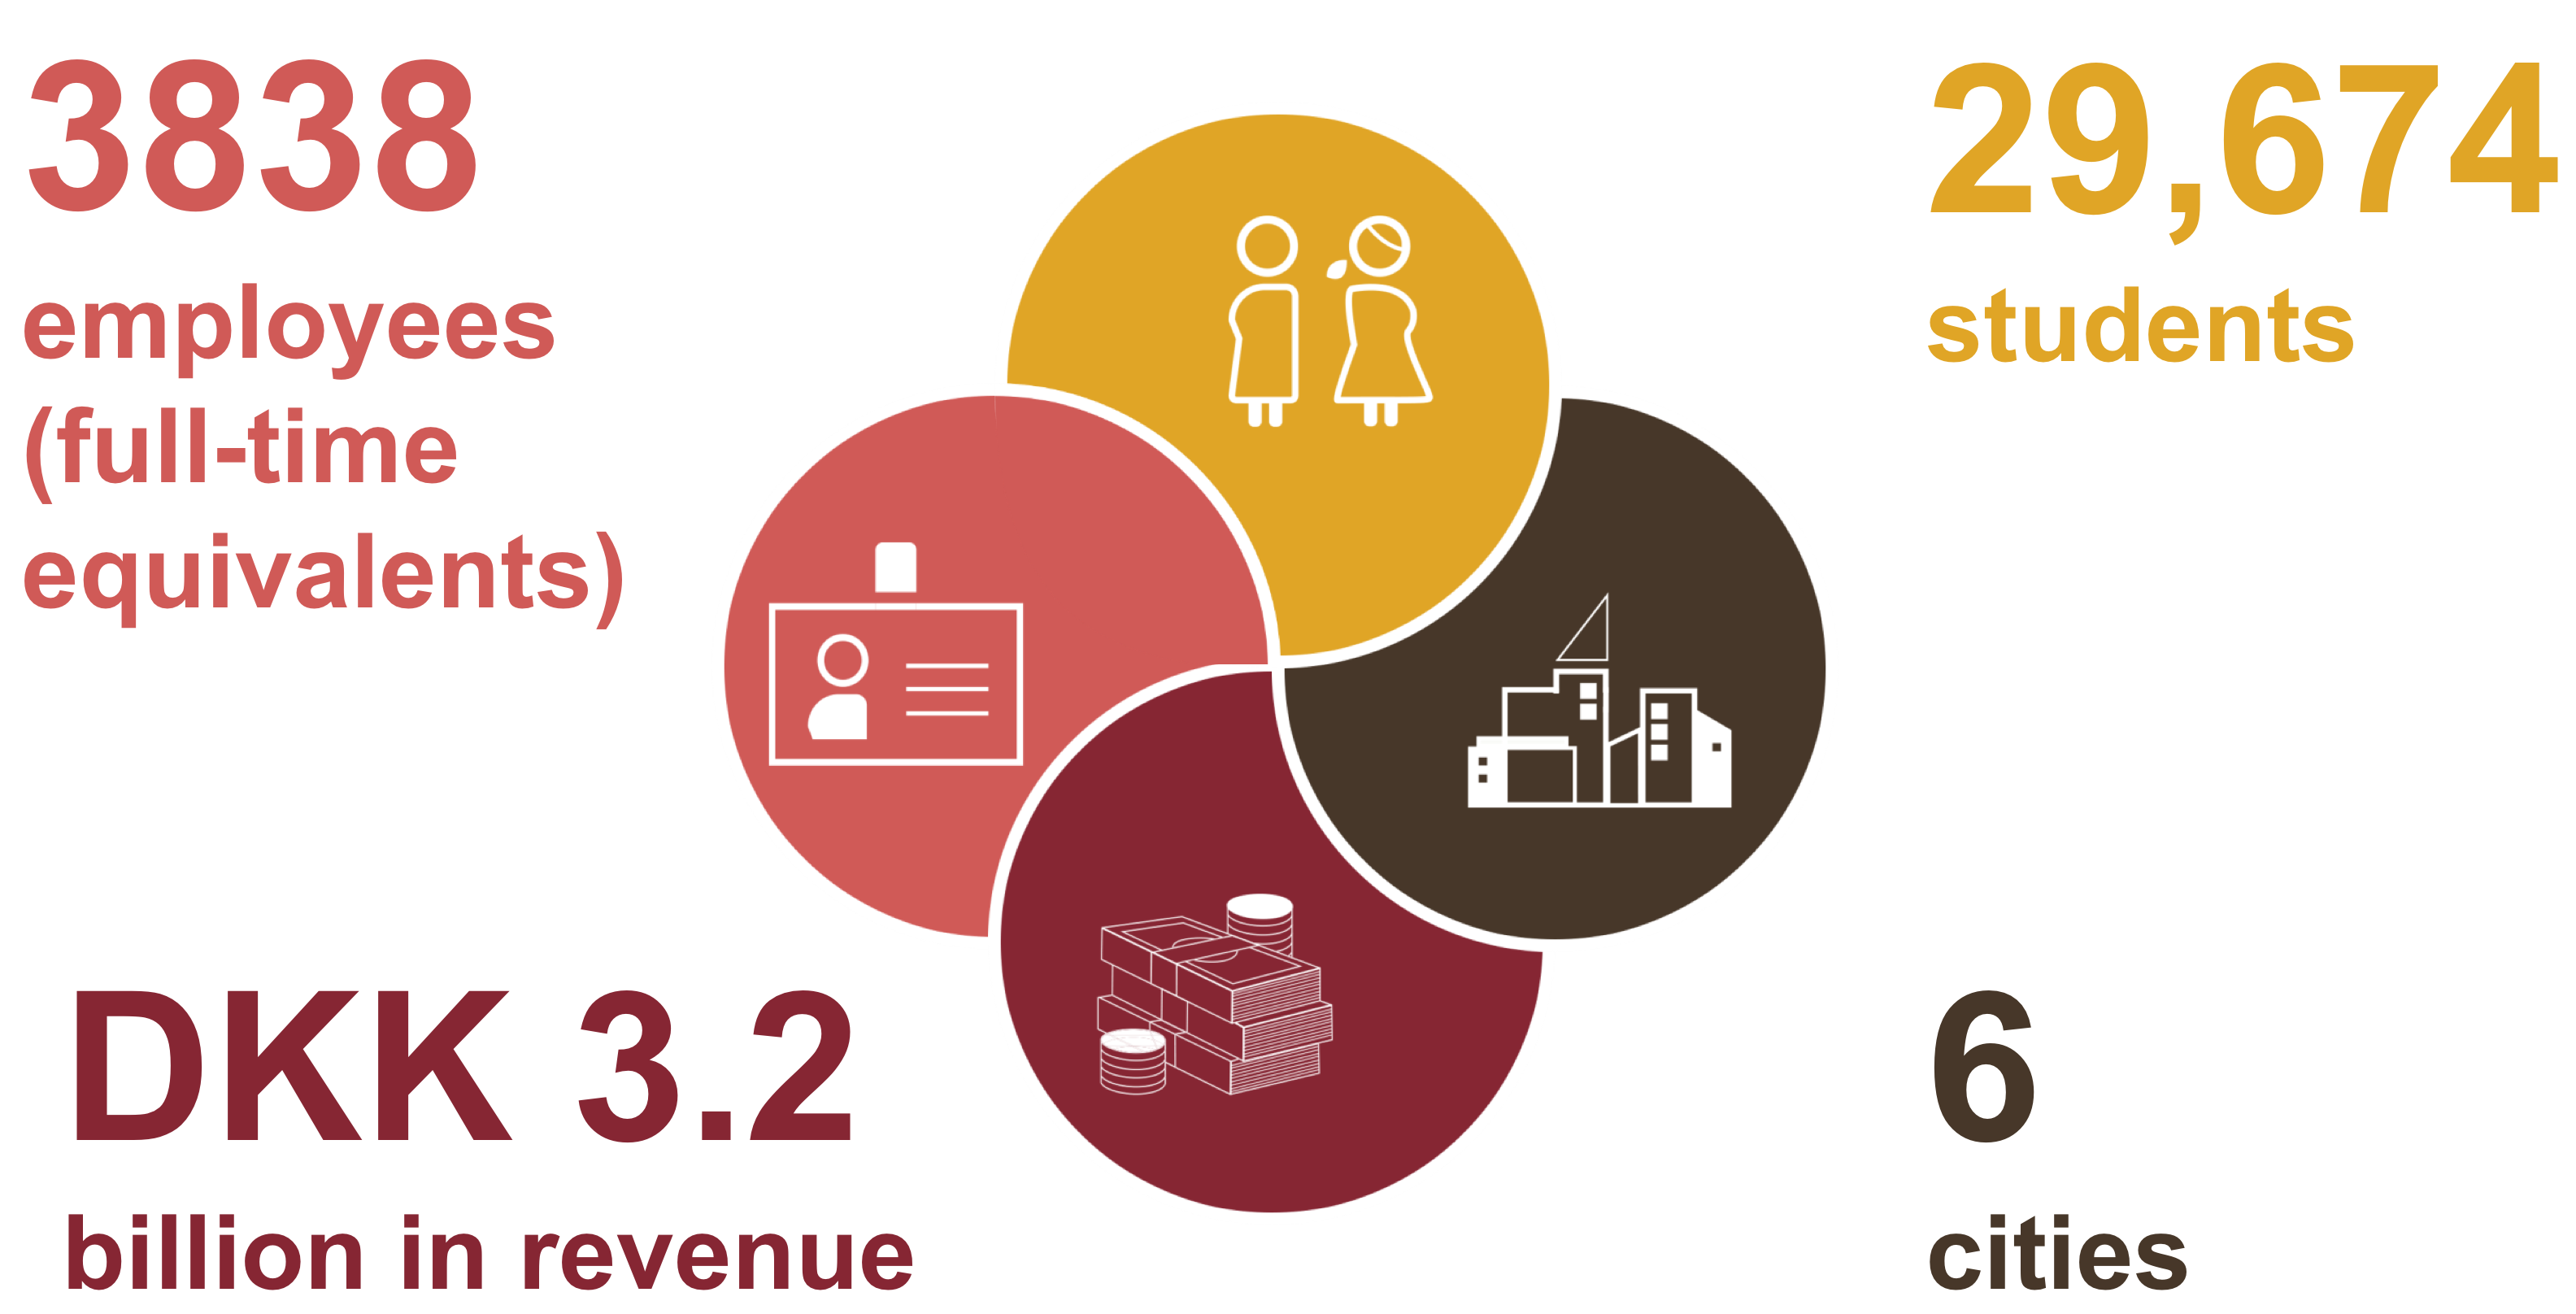 3838
employees
(full-time
equivalents)
29,674
students
DKK 3.2
billion in revenue
6
cities